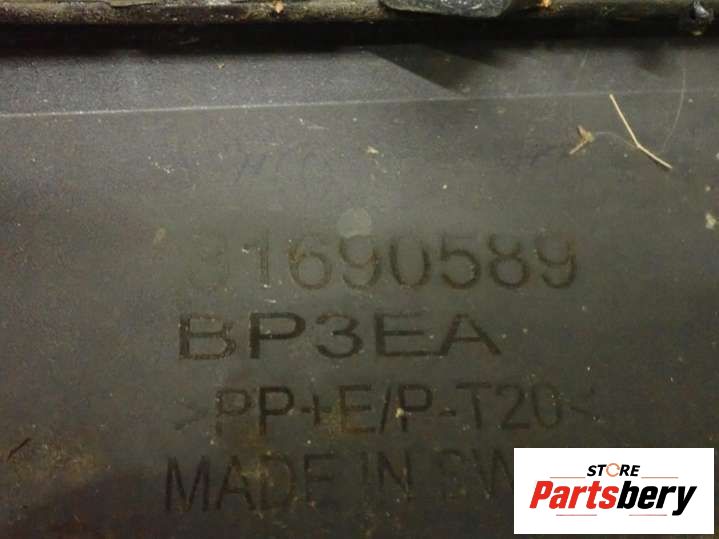 31690589
BP3EA
>PP+E/P-T20<
MADE IN SW
STORE
Partsbery